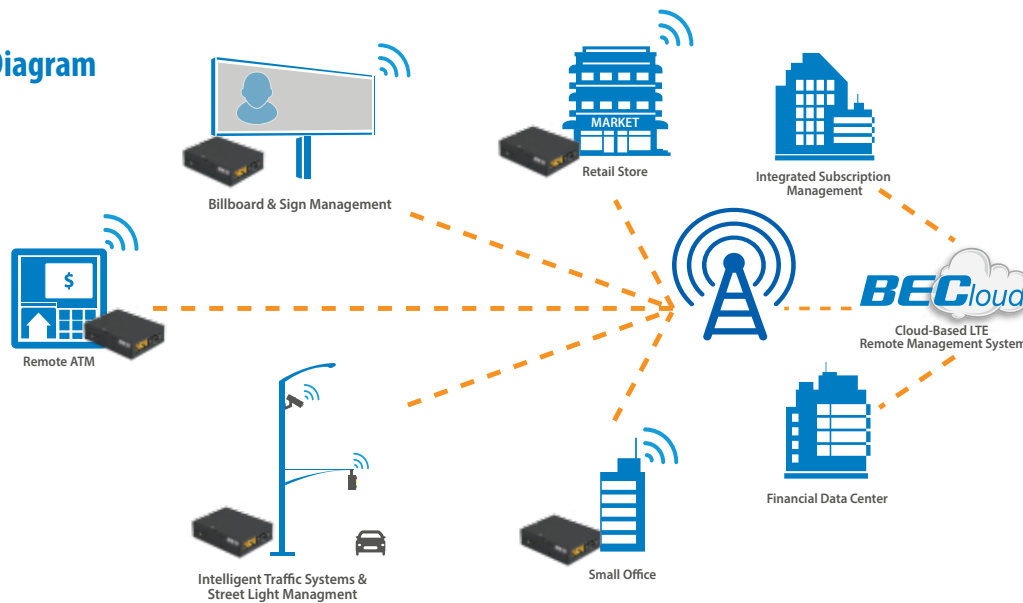 Diagram
MARKET
Retail Store
Integrated Subscription
Management
Billboard & Sign Management
$
BECloud
Cloud-Based LTE
Remote Management System
Remote ATM
Financial Data Center
Small Office
Intelligent Traffic Systems &
Street Light Managment